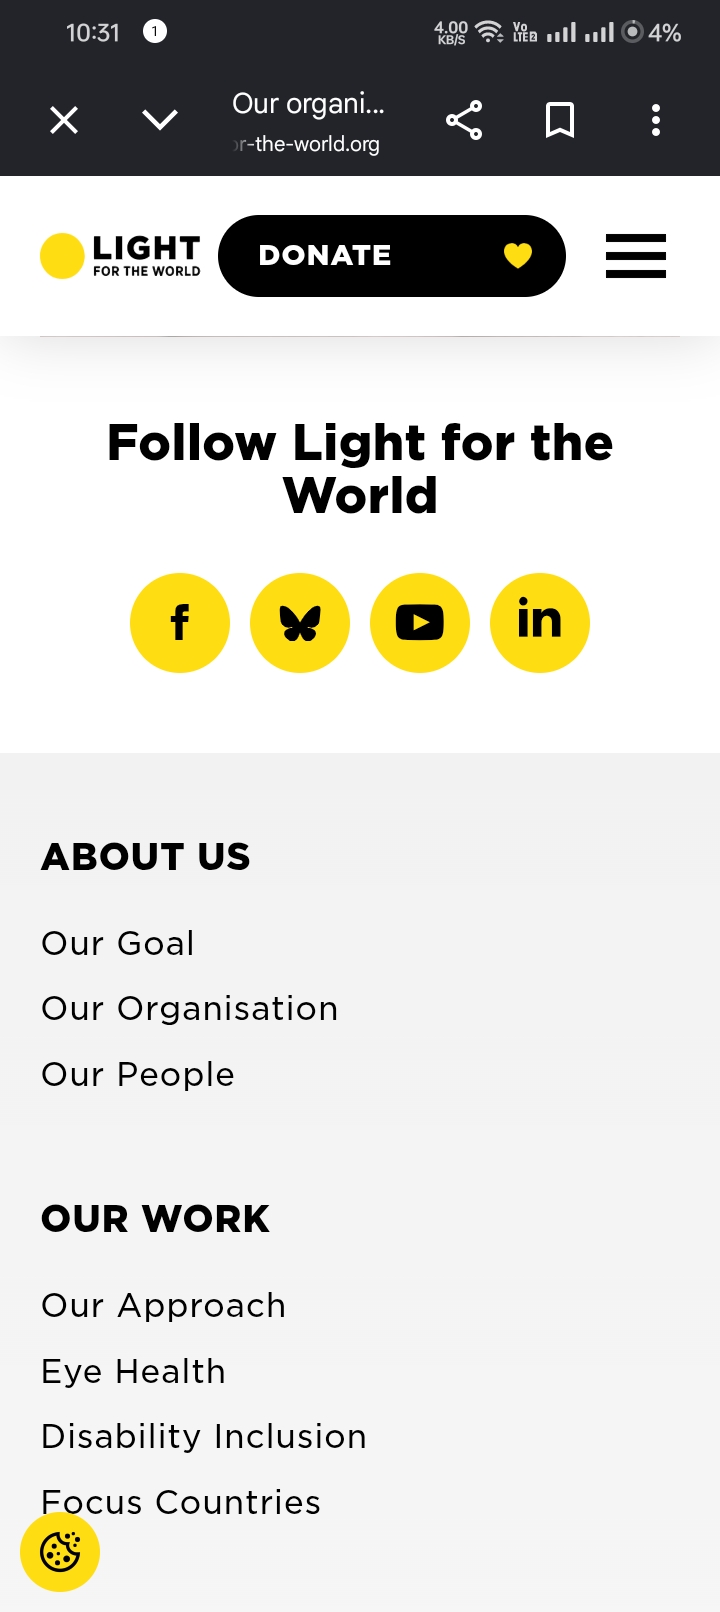 10:31 1 4.00 KB/S Vo LTE2 4%
Our organi...
r-the-world.org
LIGHT
FOR THE WORLD
DONATE
Follow Light for the
World
f in
ABOUT US
Our Goal
Our Organisation
Our People
OUR WORK
Our Approach
Eye Health
Disability Inclusion
Focus Countries